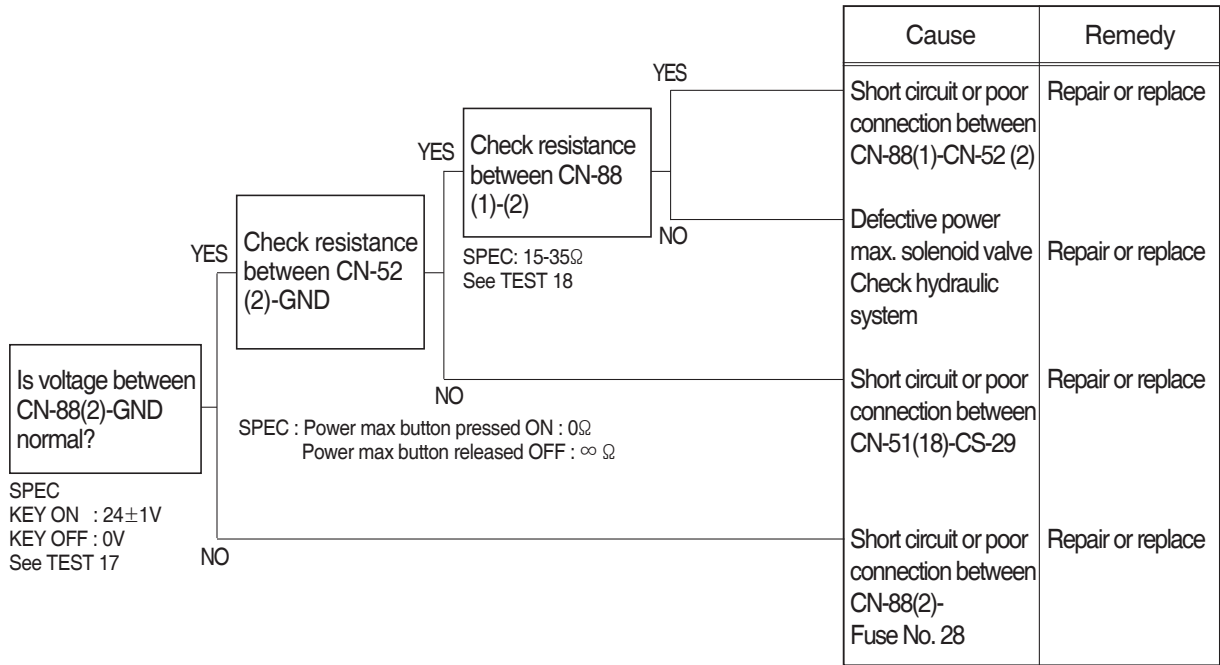 Cause
Remedy
YES
Short circuit or poor
connection between
CN-88(1)-CN-52 (2)
Repair or replace
YES
Check resistance
between CN-88
(1)-(2)
NO
SPEC: 15-35Ω
See TEST 18
Defective power
max. solenoid valve
Check hydraulic
system
Repair or replace
YES
Check resistance
between CN-52
(2)-GND
NO
SPEC : Power max button pressed ON : 0Ω
Power max button released OFF : ∞ Ω
Short circuit or poor
connection between
CN-51(18)-CS-29
Repair or replace
Is voltage between
CN-88(2)-GND
normal?
SPEC
KEY ON : 24±1V
KEY OFF : 0V
See TEST 17
NO
Short circuit or poor
connection between
CN-88(2)-
Fuse No. 28
Repair or replace